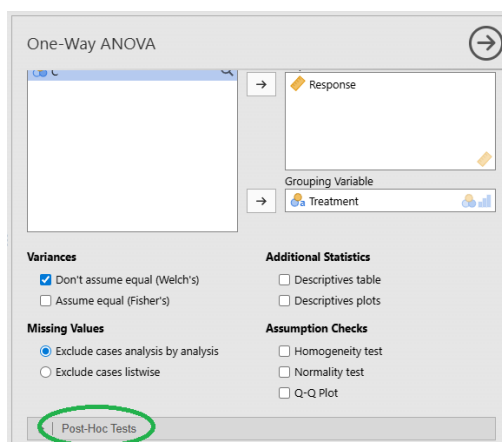 One-Way ANOVA
C
Response
Grouping Variable
a Treatment
Variances
Additional Statistics
Don't assume equal (Welch's)
Descriptives table
Assume equal (Fisher's)
Descriptives plots
Missing Values
Assumption Checks
Exclude cases analysis by analysis
Homogeneity test
Exclude cases listwise
Normality test
Q-Q Plot
Post-Hoc Tests